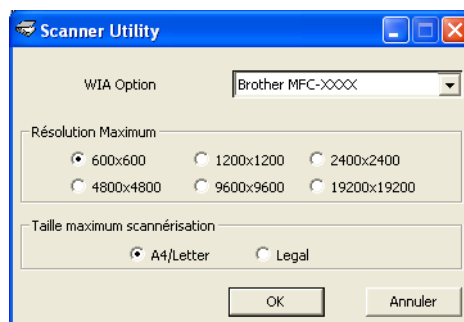 Scanner Utility
WIA Option Brother MFC-XXXX
Résolution Maximum
600x600 1200x1200 2400x2400
4800x4800 9600x9600 19200x19200
Taille maximum scannérisation
A4/Letter Legal
OK Annuler